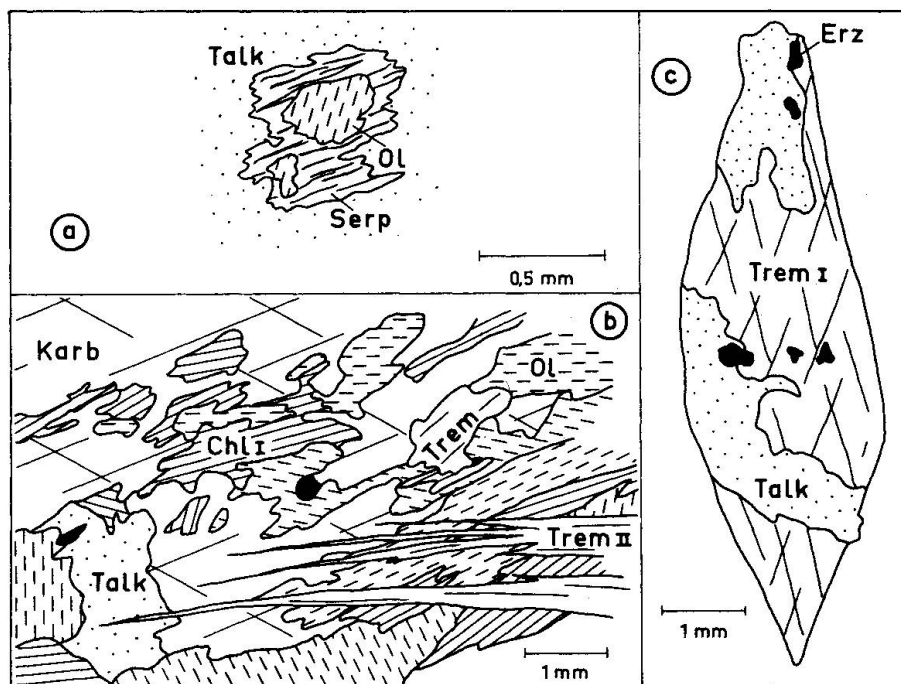 Talk
Ol
Serp
a
0,5 mm
Karb
b
Ol
Chl I
Trem
Trem II
Talk
1 mm
c
Erz
Trem I
Talk
1 mm